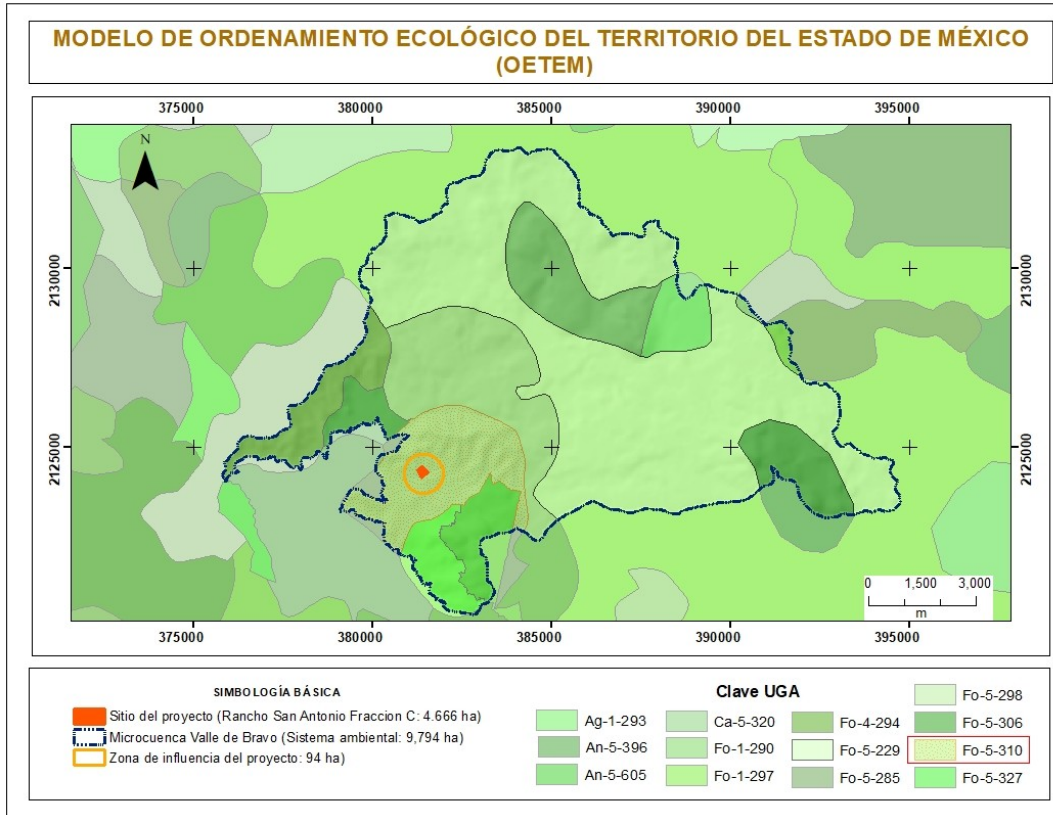 MODELO DE ORDENAMIENTO ECOLÓGICO DEL TERRITORIO DEL ESTADO DE MÉXICO
(OETEM)
375000 380000 385000 390000 395000
N
2130000 2130000
2125000 2125000
0 1,500 3,000
m
375000 380000 385000 390000 395000
SIMBOLOGÍA BÁSICA
Sitio del proyecto (Rancho San Antonio Fraccion C: 4.666 ha)
Microcuenca Valle de Bravo (Sistema ambiental: 9,794 ha)
Zona de influencia del proyecto: 94 ha)
Clave UGA
Ag-1-293
An-5-396
An-5-605
Ca-5-320
Fo-1-290
Fo-1-297
Fo-4-294
Fo-5-229
Fo-5-285
Fo-5-298
Fo-5-306
Fo-5-310
Fo-5-327